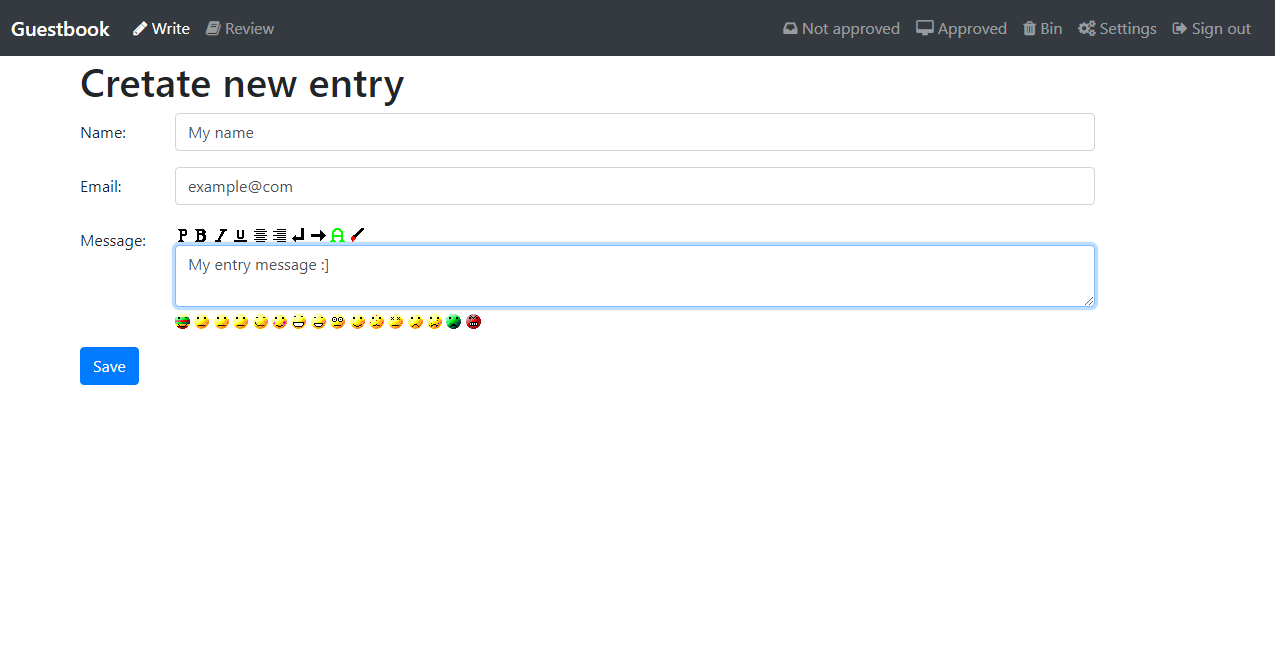 Guestbook Write Review Not approved Approved Bin Settings Sign out
Cretate new entry
Name: My name
Email: example@com
Message: P B I U A
My entry message :]
Save